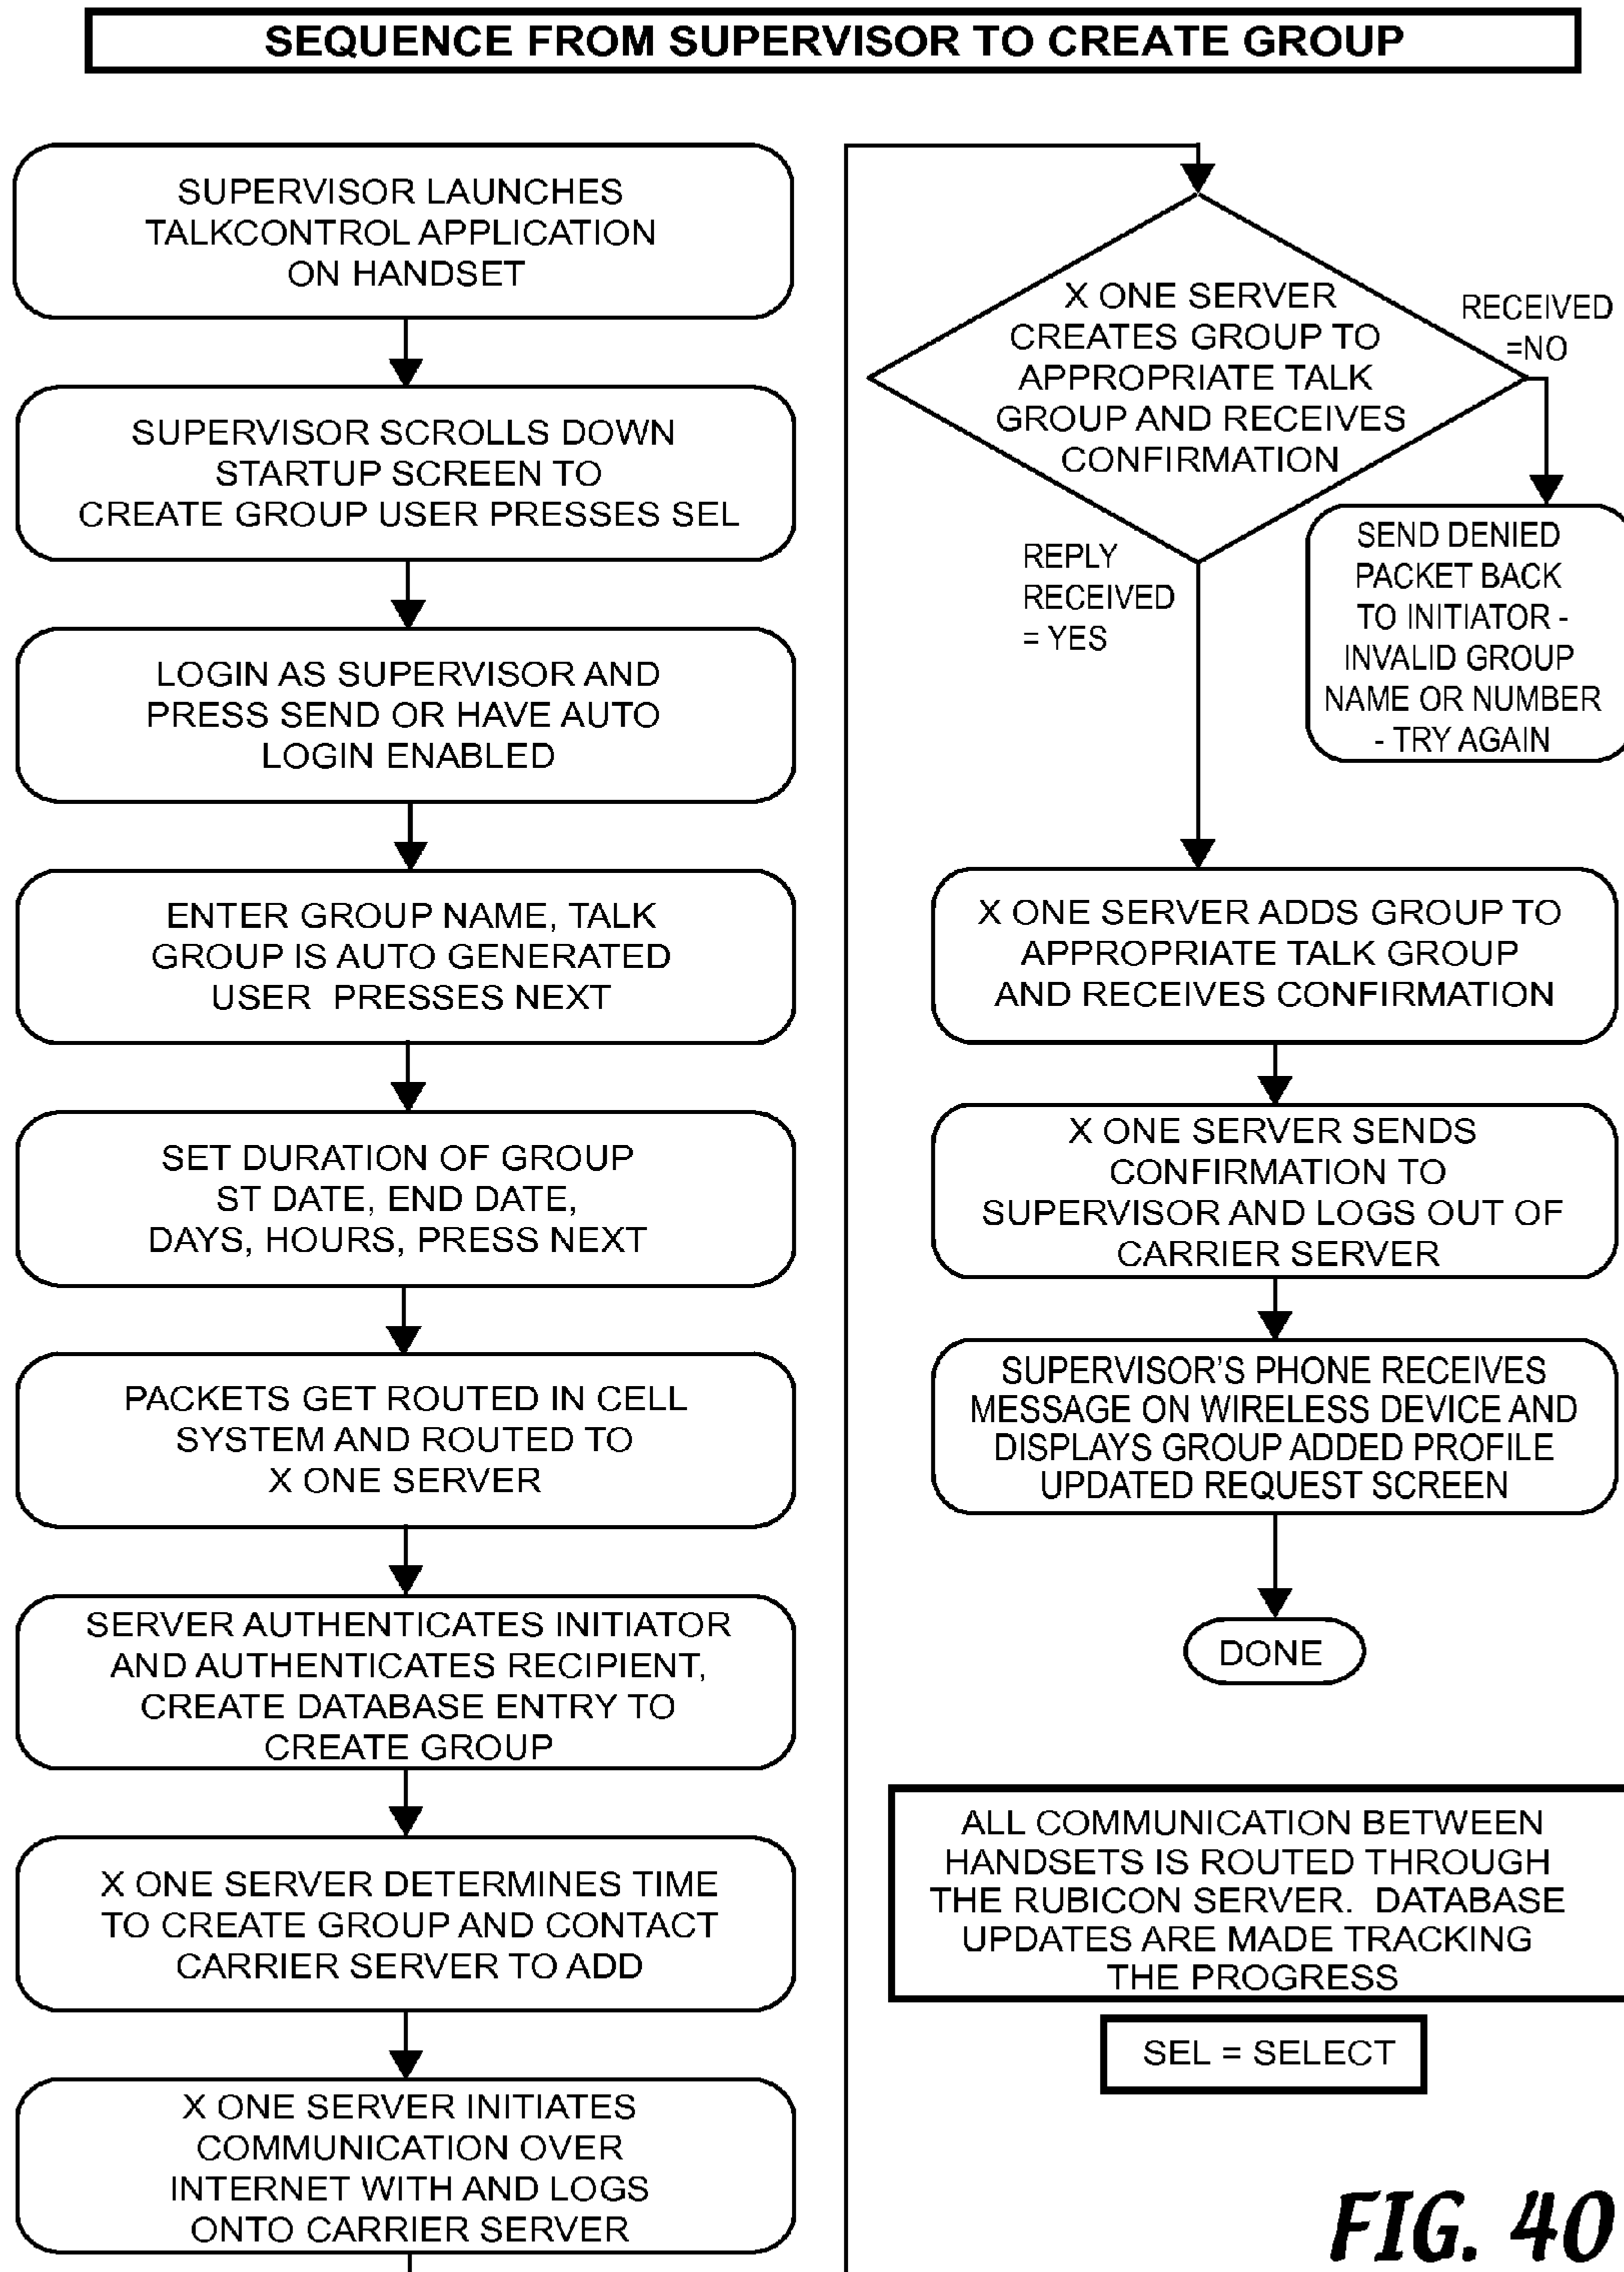 SEQUENCE FROM SUPERVISOR TO CREATE GROUP
SUPERVISOR LAUNCHES
TALKCONTROL APPLICATION
ON HANDSET
SUPERVISOR SCROLLS DOWN
STARTUP SCREEN TO
CREATE GROUP USER PRESSES SEL
LOGIN AS SUPERVISOR AND
PRESS SEND OR HAVE AUTO
LOGIN ENABLED
ENTER GROUP NAME, TALK
GROUP IS AUTO GENERATED
USER PRESSES NEXT
SET DURATION OF GROUP
ST DATE, END DATE,
DAYS, HOURS, PRESS NEXT
PACKETS GET ROUTED IN CELL
SYSTEM AND ROUTED TO
X ONE SERVER
SERVER AUTHENTICATES INITIATOR
AND AUTHENTICATES RECIPIENT,
CREATE DATABASE ENTRY TO
CREATE GROUP
X ONE SERVER DETERMINES TIME
TO CREATE GROUP AND CONTACT
CARRIER SERVER TO ADD
X ONE SERVER INITIATES
COMMUNICATION OVER
INTERNET WITH AND LOGS
ONTO CARRIER SERVER
X ONE SERVER
CREATES GROUP TO
APPROPRIATE TALK
GROUP AND RECEIVES
CONFIRMATION
RECEIVED
=NO
SEND DENIED
PACKET BACK
TO INITIATOR -
INVALID GROUP
NAME OR NUMBER
- TRY AGAIN
REPLY
RECEIVED
= YES
X ONE SERVER ADDS GROUP TO
APPROPRIATE TALK GROUP
AND RECEIVES CONFIRMATION
X ONE SERVER SENDS
CONFIRMATION TO
SUPERVISOR AND LOGS OUT OF
CARRIER SERVER
SUPERVISOR'S PHONE RECEIVES
MESSAGE ON WIRELESS DEVICE AND
DISPLAYS GROUP ADDED PROFILE
UPDATED REQUEST SCREEN
DONE
ALL COMMUNICATION BETWEEN
HANDSETS IS ROUTED THROUGH
THE RUBICON SERVER. DATABASE
UPDATES ARE MADE TRACKING
THE PROGRESS
SEL = SELECT
FIG. 40